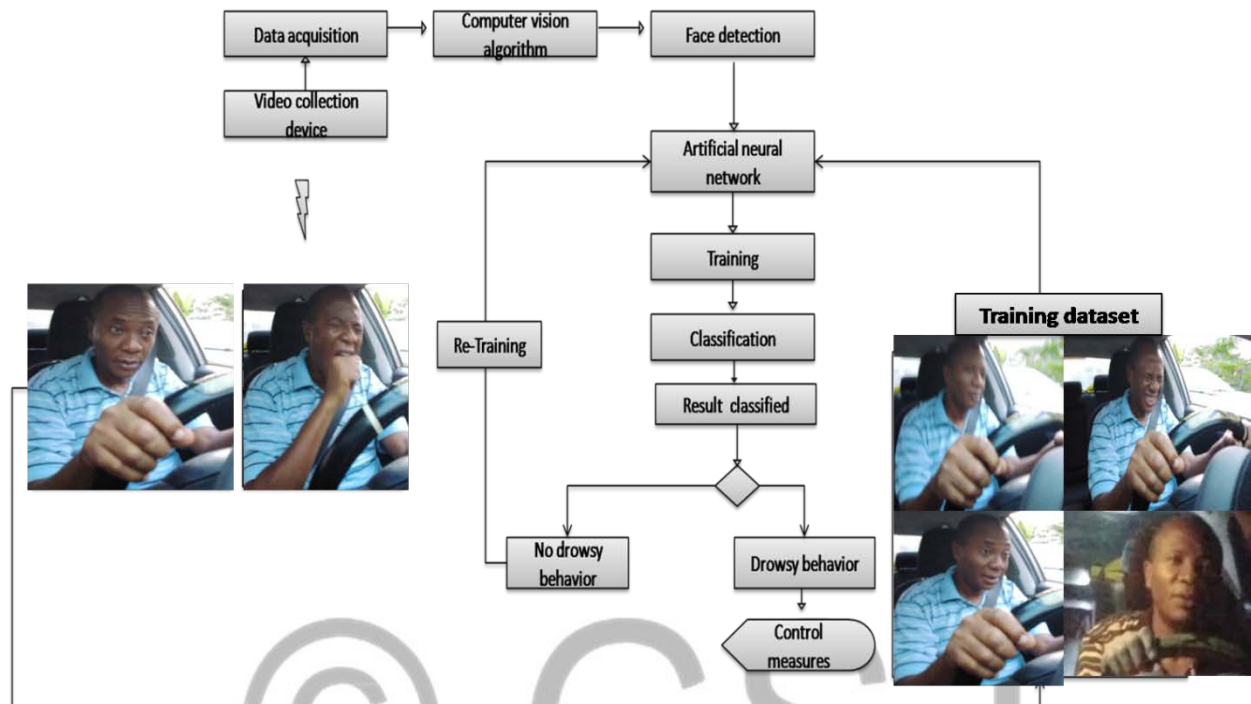 Data acquisition
Computer vision
algorithm
Face detection
Video collection
device
Artificial neural
network
Training
Training dataset
Re-Training
Classification
Result classified
No drowsy
behavior
Drowsy behavior
Control
measures